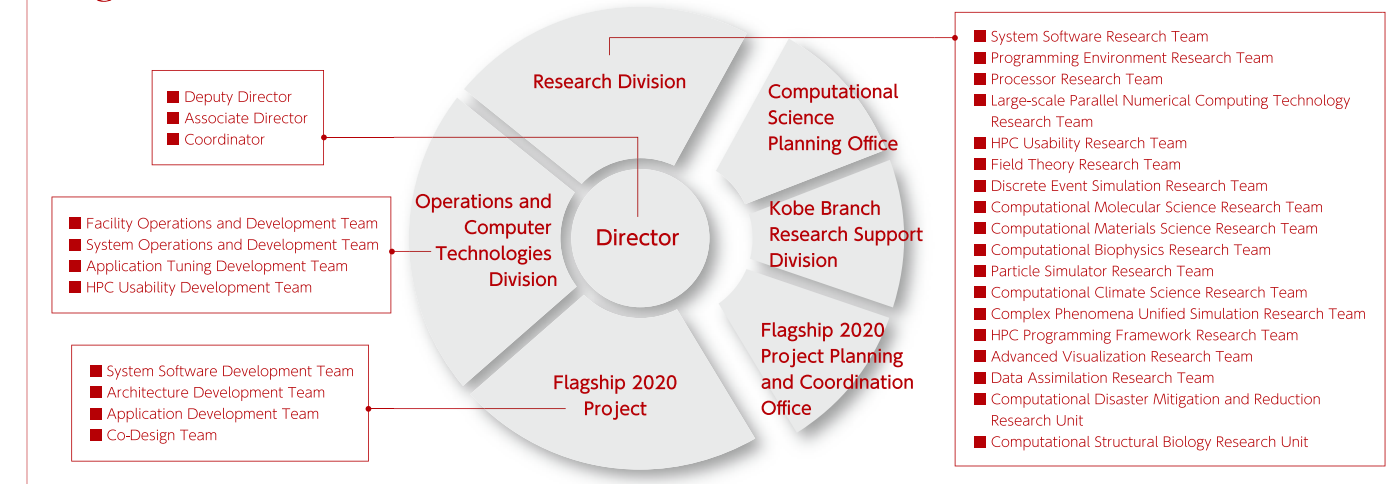 Research Division
Computational
Science
Planning Office
Deputy Director
Associate Director
Coordinator
Operations and
Computer
Technologies
Division
Director
Kobe Branch
Research Support
Division
Facility Operations and Development Team
System Operations and Development Team
Application Tuning Development Team
HPC Usability Development Team
Flagship 2020
Project Planning
and Coordination
Office
Flagship 2020
Project
System Software Development Team
Architecture Development Team
Application Development Team
Co-Design Team
System Software Research Team
Programming Environment Research Team
Processor Research Team
Large-scale Parallel Numerical Computing Technology
Research Team
HPC Usability Research Team
Field Theory Research Team
Discrete Event Simulation Research Team
Computational Molecular Science Research Team
Computational Materials Science Research Team
Computational Biophysics Research Team
Particle Simulator Research Team
Computational Climate Science Research Team
Complex Phenomena Unified Simulation Research Team
HPC Programming Framework Research Team
Advanced Visualization Research Team
Data Assimilation Research Team
Computational Disaster Mitigation and Reduction
Research Unit
Computational Structural Biology Research Unit